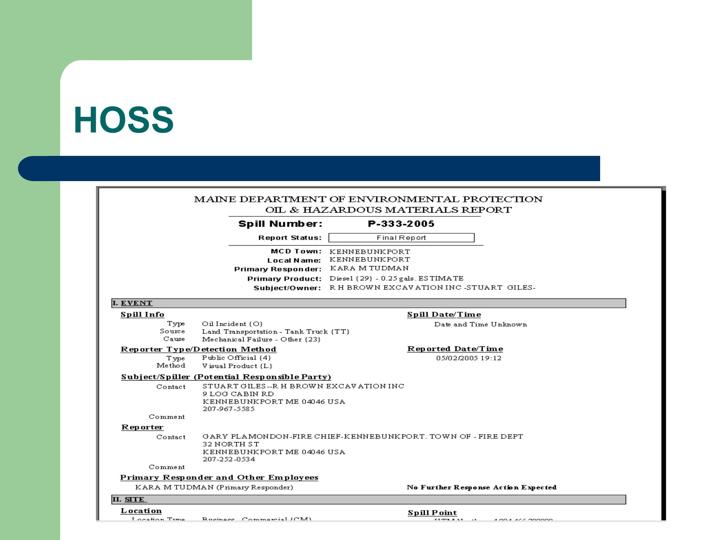 HOSS
MAINE DEPARTMENT OF ENVIRONMENTAL PROTECTION
OIL & HAZARDOUS MATERIALS REPORT
Spill Number: P-333-2005
Report Status: Final Report
MCD Town: KENNEBUNKPORT
Local Name: KENNEBUNKPORT
Primary Responder: KARA M TUDMAN
Primary Product: Diesel (29) - 0.25 gals. ESTIMATE
Subject/Owner: R H BROWN EXCAVATION INC -STUART GILES-
I. EVENT
Spill Info Spill Date/Time
Type Oil Incident (O) Date and Time Unknown
Source Land Transportation - Tank Truck (TT)
Cause Mechanical Failure - Other (23)
Reporter Type/Detection Method Reported Date/Time
Type Public Official (4) 05/02/2005 19:12
Method Visual Product (L)
Subject/Spiller (Potential Responsible Party)
Contact STUART GILES--R H BROWN EXCAVATION INC
9 LOG CABIN RD
KENNEBUNKPORT ME 04046 USA
207-967-5585
Comment
Reporter
Contact GARY PLAMONDON-FIRE CHIEF-KENNEBUNKPORT. TOWN OF - FIRE DEPT
32 NORTH ST
KENNEBUNKPORT ME 04046 USA
207-252-0534
Comment
Primary Responder and Other Employees
KARA M TUDMAN (Primary Responder) No Further Response Action Expected
II. SITE
Location Spill Point
Location Type Business - Commercial (CM)